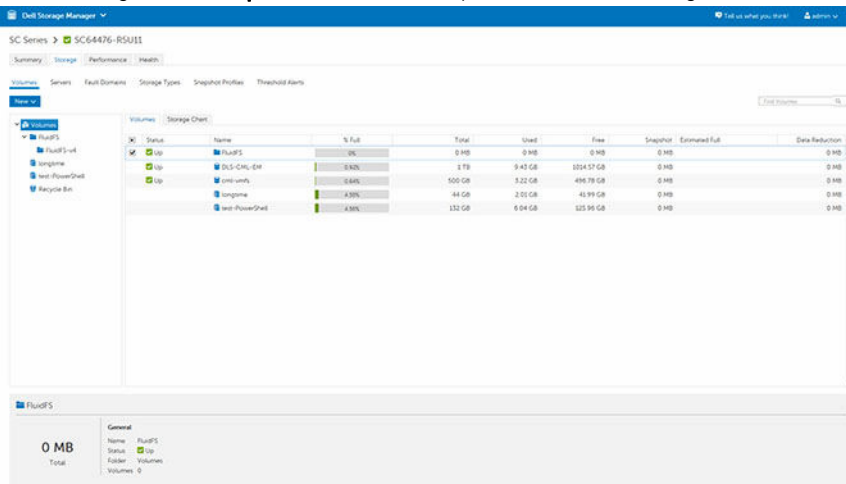 Dell Storage Manager
Tell us what you think! admin
SC Series > SC64476-RSU11
Summary Storage Performance Health
Volumes Servers Fault Domains Storage Types Snapshot Profiles Threshold Alerts
New
Find Volumes
Volumes
FluidFS
FluidFS-v4
longtime
test-PowerShell
Recycle Bin
Volumes Storage Chart
Status Name % Full Total Used Free Snapshot Estimated Full Data Reduction
Up FluidFS 0% 0 MB 0 MB 0 MB 0 MB 0 MB
Up DLS-CML-EM 0.92% 1 TB 9.43 GB 1014.57 GB 0 MB 0 MB
Up cml-vmfs 0.64% 500 GB 3.22 GB 496.78 GB 0 MB 0 MB
longtime 4.58% 44 GB 2.01 GB 41.99 GB 0 MB 0 MB
test-PowerShell 4.58% 132 GB 6.04 GB 125.96 GB 0 MB 0 MB
FluidFS
0 MB
Total
General
Name FluidFS
Status Up
Folder Volumes
Volumes 0